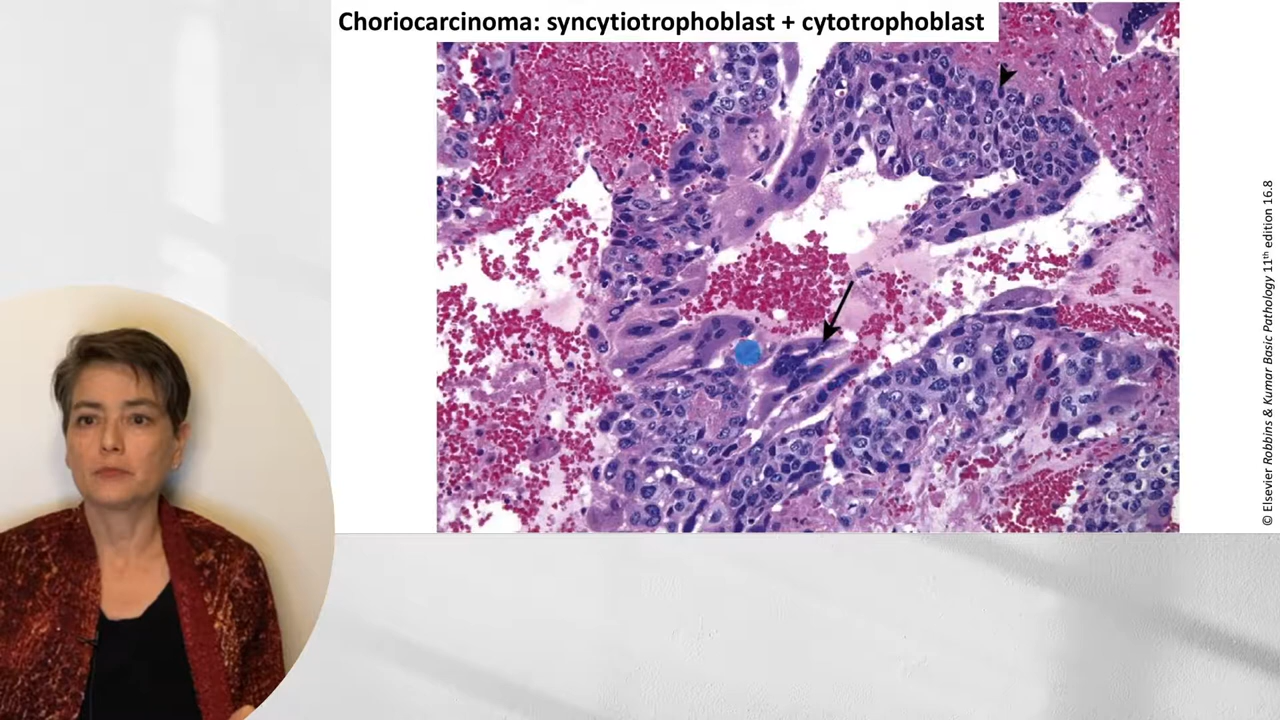 Choriocarcinoma: syncytiotrophoblast + cytotrophoblast
© Elsevier Robbins & Kumar Basic Pathology 11th edition 16.8